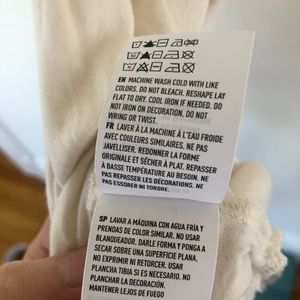 EN MACHINE WASH COLD WITH LIKE
COLORS. DO NOT BLEACH. RESHAPE LAY
FLAT TO DRY. COOL IRON IF NEEDED. DO
NOT IRON ON DECORATION. DO NOT
WRING OR TWIST.
FR LAVER À LA MACHINE À L'EAU FROIDE
AVEC COULEURS SIMILAIRES. NE PAS
JAVELLISER. REDONNER LA FORME
ORIGINALE ET SÉCHER À PLAT. REPASSER
À BASSE TEMPÉRATURE AU BESOIN. NE
PAS REPASSER LES DÉCORATIONS. NE
PAS ESSORER NI TORDRE.
SP LAVAR A MÁQUINA CON AGUA FRÍA Y
PRENDAS DE COLOR SIMILAR. NO USAR
BLANQUEADOR. DARLE FORMA Y PONGA A
SECAR SOBRE UNA SUPERFICIE PLANA.
NO EXPRIMIR NI RETORCER. USAR
PLANCHA TIBIA SI ES NECESARIO. NO
PLANCHAR LA DECORACIÓN.
MANTENER LEJOS DE FUEGO